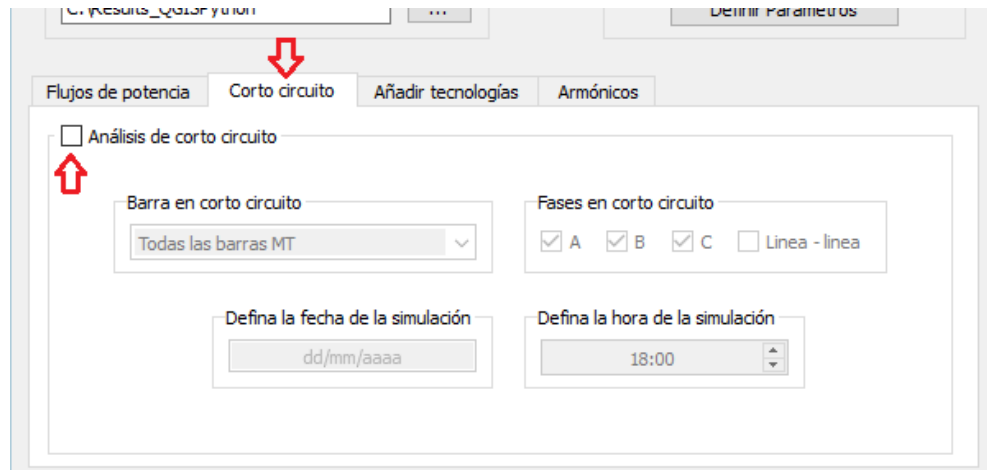 C:\Results_QGISPython ... Definir Parámetros
Flujos de potencia Corto circuito Añadir tecnologías Armónicos
Análisis de corto circuito
Barra en corto circuito Fases en corto circuito
Todas las barras MT A B C Linea - linea
Defina la fecha de la simulación Defina la hora de la simulación
dd/mm/aaaa 18:00